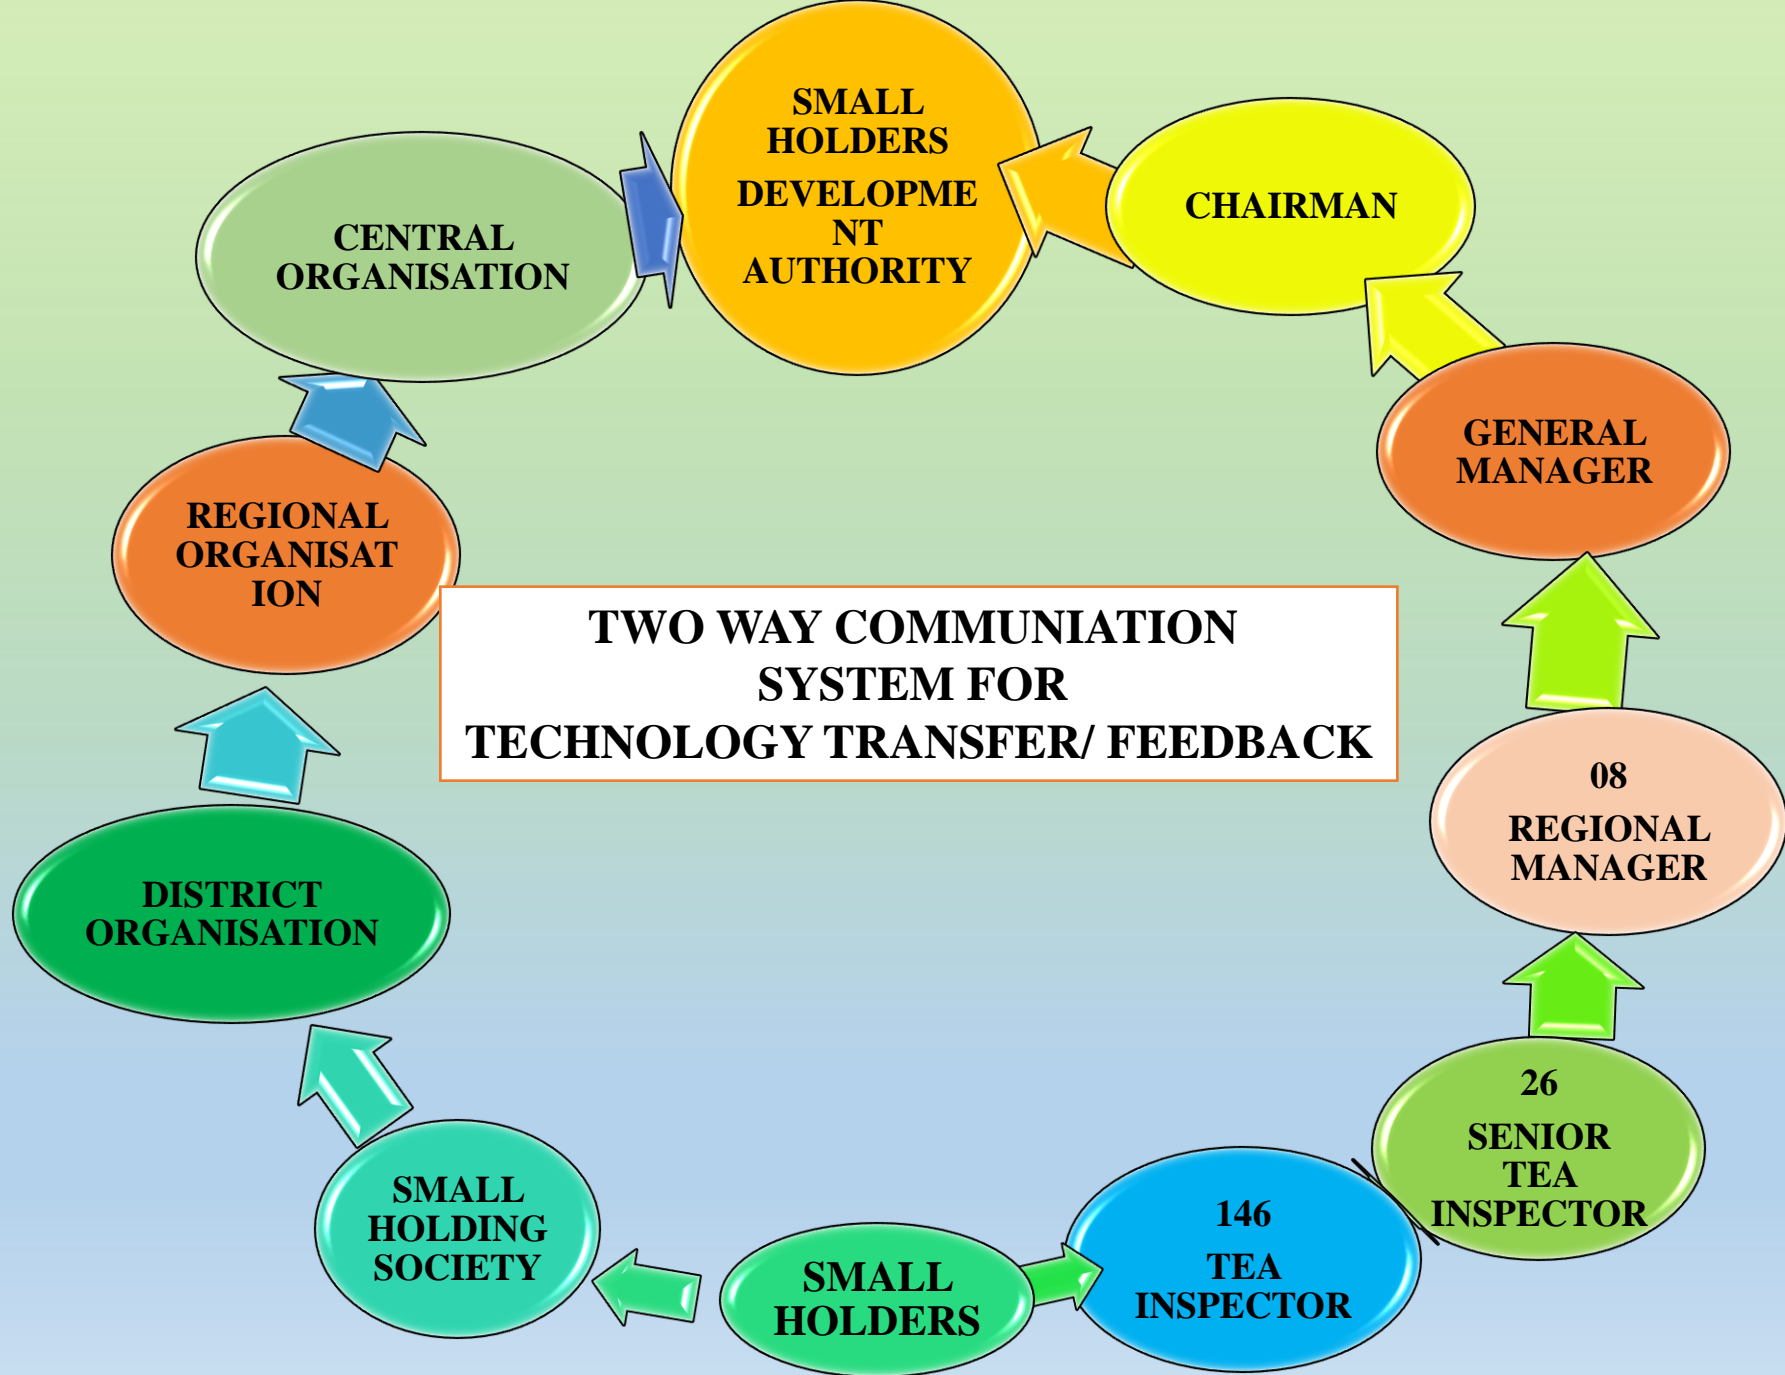 SMALL
HOLDERS
DEVELOPME
NT
AUTHORITY
CHAIRMAN
CENTRAL
ORGANISATION
GENERAL
MANAGER
REGIONAL
ORGANISAT
ION
TWO WAY COMMUNIATION
SYSTEM FOR
TECHNOLOGY TRANSFER/ FEEDBACK
08
REGIONAL
MANAGER
DISTRICT
ORGANISATION
26
SENIOR
TEA
INSPECTOR
SMALL
HOLDING
SOCIETY
146
TEA
INSPECTOR
SMALL
HOLDERS